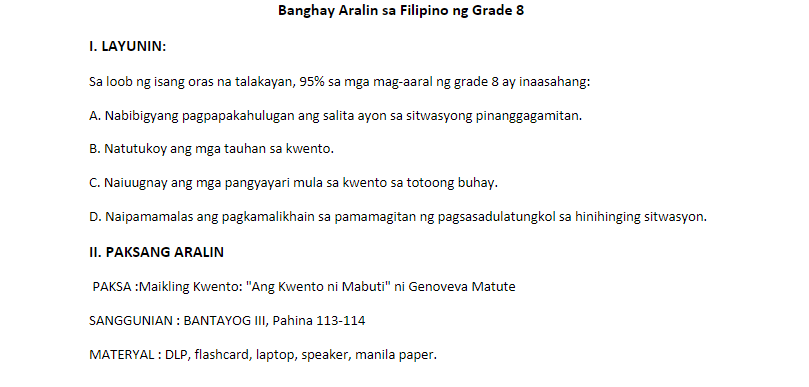 Banghay Aralin sa Filipino ng Grade 8
I. LAYUNIN:
Sa loob ng isang oras na talakayan, 95% sa mga mag-aaral ng grade 8 ay inaasahang:
A. Nabibigyang pagpapakahulugan ang salita ayon sa sitwasyong pinanggagamitan.
B. Natutukoy ang mga tauhan sa kwento.
C. Naiuugnay ang mga pangyayari mula sa kwento sa totoong buhay.
D. Naipamamalas ang pagkamalikhain sa pamamagitan ng pagsasadulatungkol sa hinihinging sitwasyon.
II. PAKSANG ARALIN
PAKSA :Maikling Kwento: "Ang Kwento ni Mabuti" ni Genoveva Matute
SANGGUNIAN : BANTAYOG III, Pahina 113-114
MATERYAL : DLP, flashcard, laptop, speaker, manila paper.